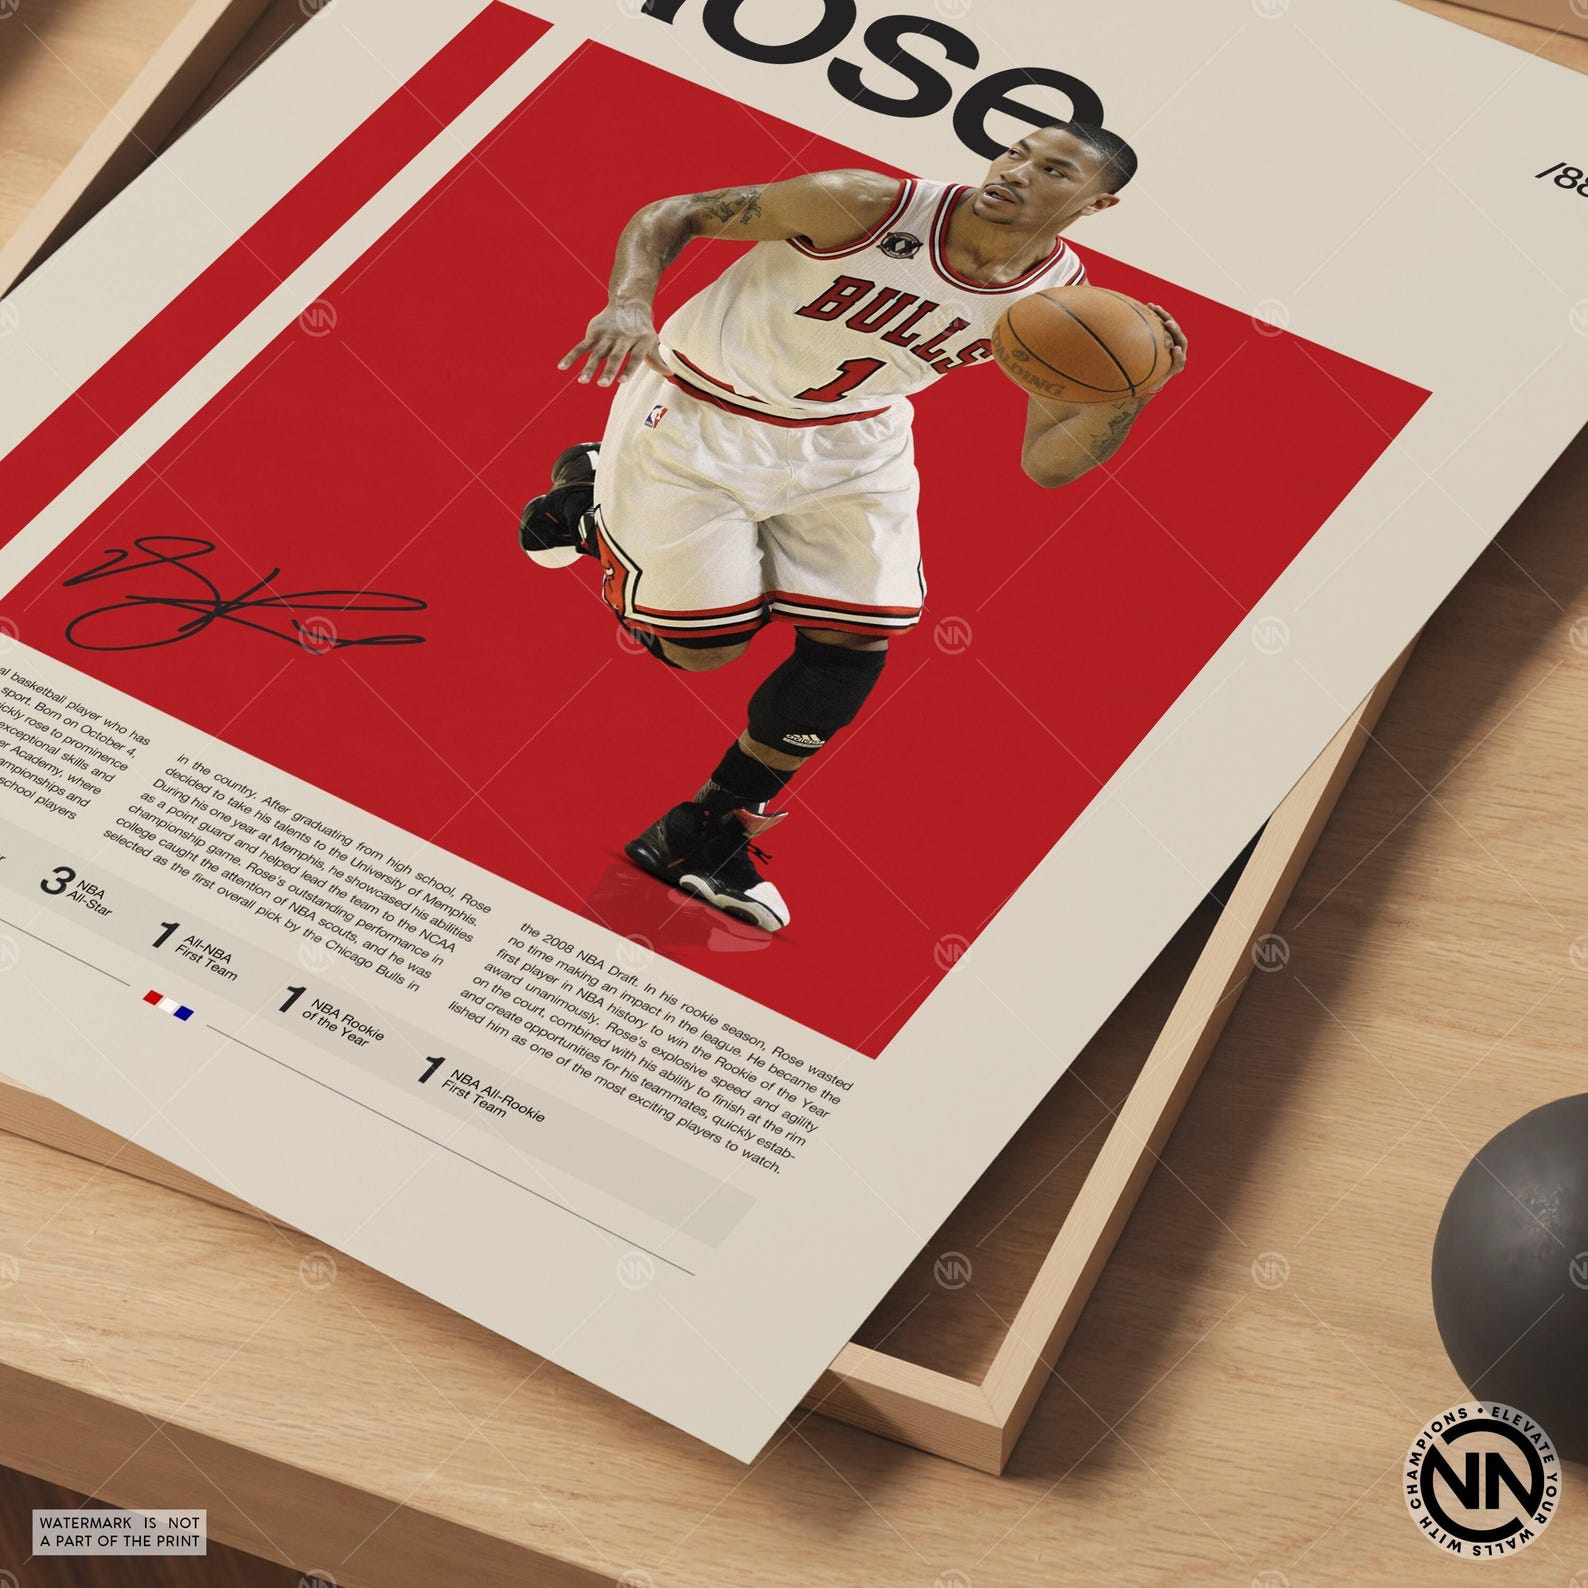 Rose
/88
BULLS
1
SPALDING
adidas
al basketball player who has
sport. Born on October 4,
ickly rose to prominence
exceptional skills and
er Academy, where
ampionships and
school players
in the country. After graduating from high school, Rose
decided to take his talents to the University of Memphis.
During his one year at Memphis, he showcased his abilities
as a point guard and helped lead the team to the NCAA
championship game. Rose's outstanding performance in
college caught the attention of NBA scouts, and he was
selected as the first overall pick by the Chicago Bulls in
the 2008 NBA Draft. In his rookie season, Rose wasted
no time making an impact in the league. He became the
first player in NBA history to win the Rookie of the Year
award unanimously. Rose's explosive speed and agility
on the court, combined with his ability to finish at the rim
and create opportunities for his teammates, quickly estab-
lished him as one of the most exciting players to watch.
3 NBA
All-Star
1 All-NBA
First Team
1 NBA Rookie
of the Year
1 NBA All-Rookie
First Team
WATERMARK IS NOT
A PART OF THE PRINT
ELEVATE YOUR WALLS WITH CHAMPIONS •